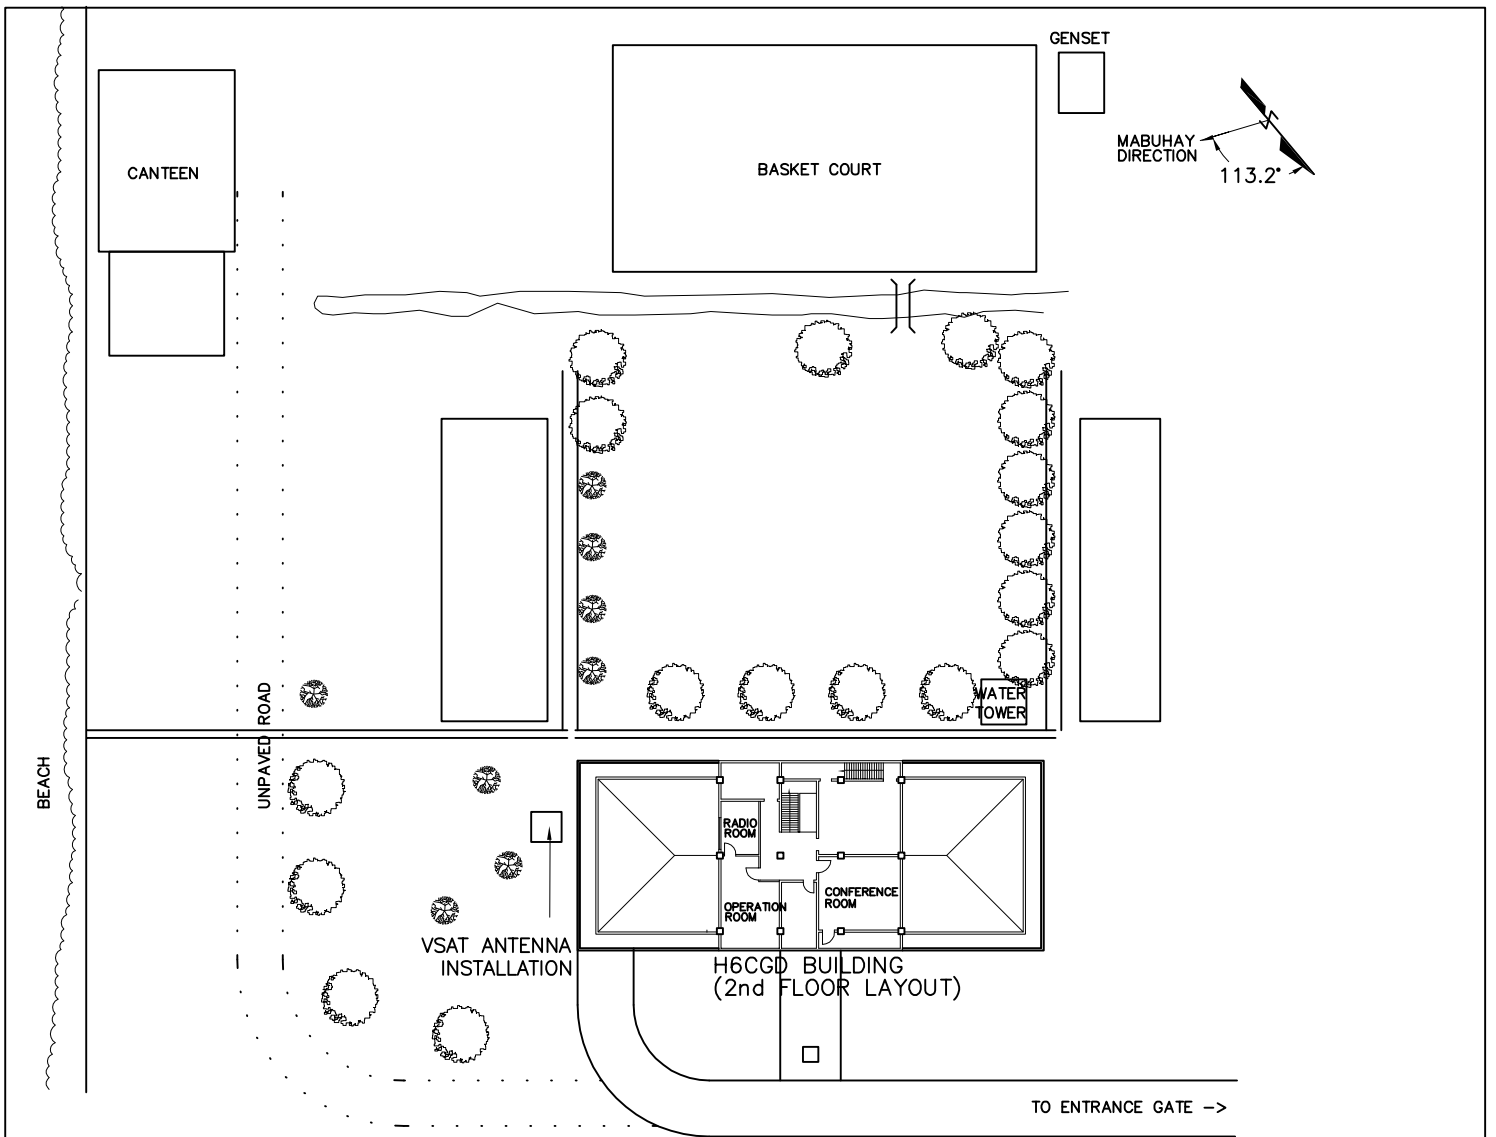 GENSET
MABUHAY
DIRECTION
113.2°
N
CANTEEN
BASKET COURT
UNPAVED ROAD
BEACH
WATER
TOWER
RADIO
ROOM
OPERATION
ROOM
CONFERENCE
ROOM
VSAT ANTENNA
INSTALLATION
H6CGD BUILDING
(2nd FLOOR LAYOUT)
TO ENTRANCE GATE ->